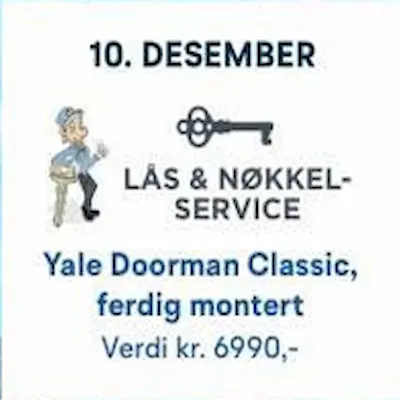 10. DESEMBER
LÅS & NØKKEL-
SERVICE
Yale Doorman Classic,
ferdig montert
Verdi kr. 6990,-